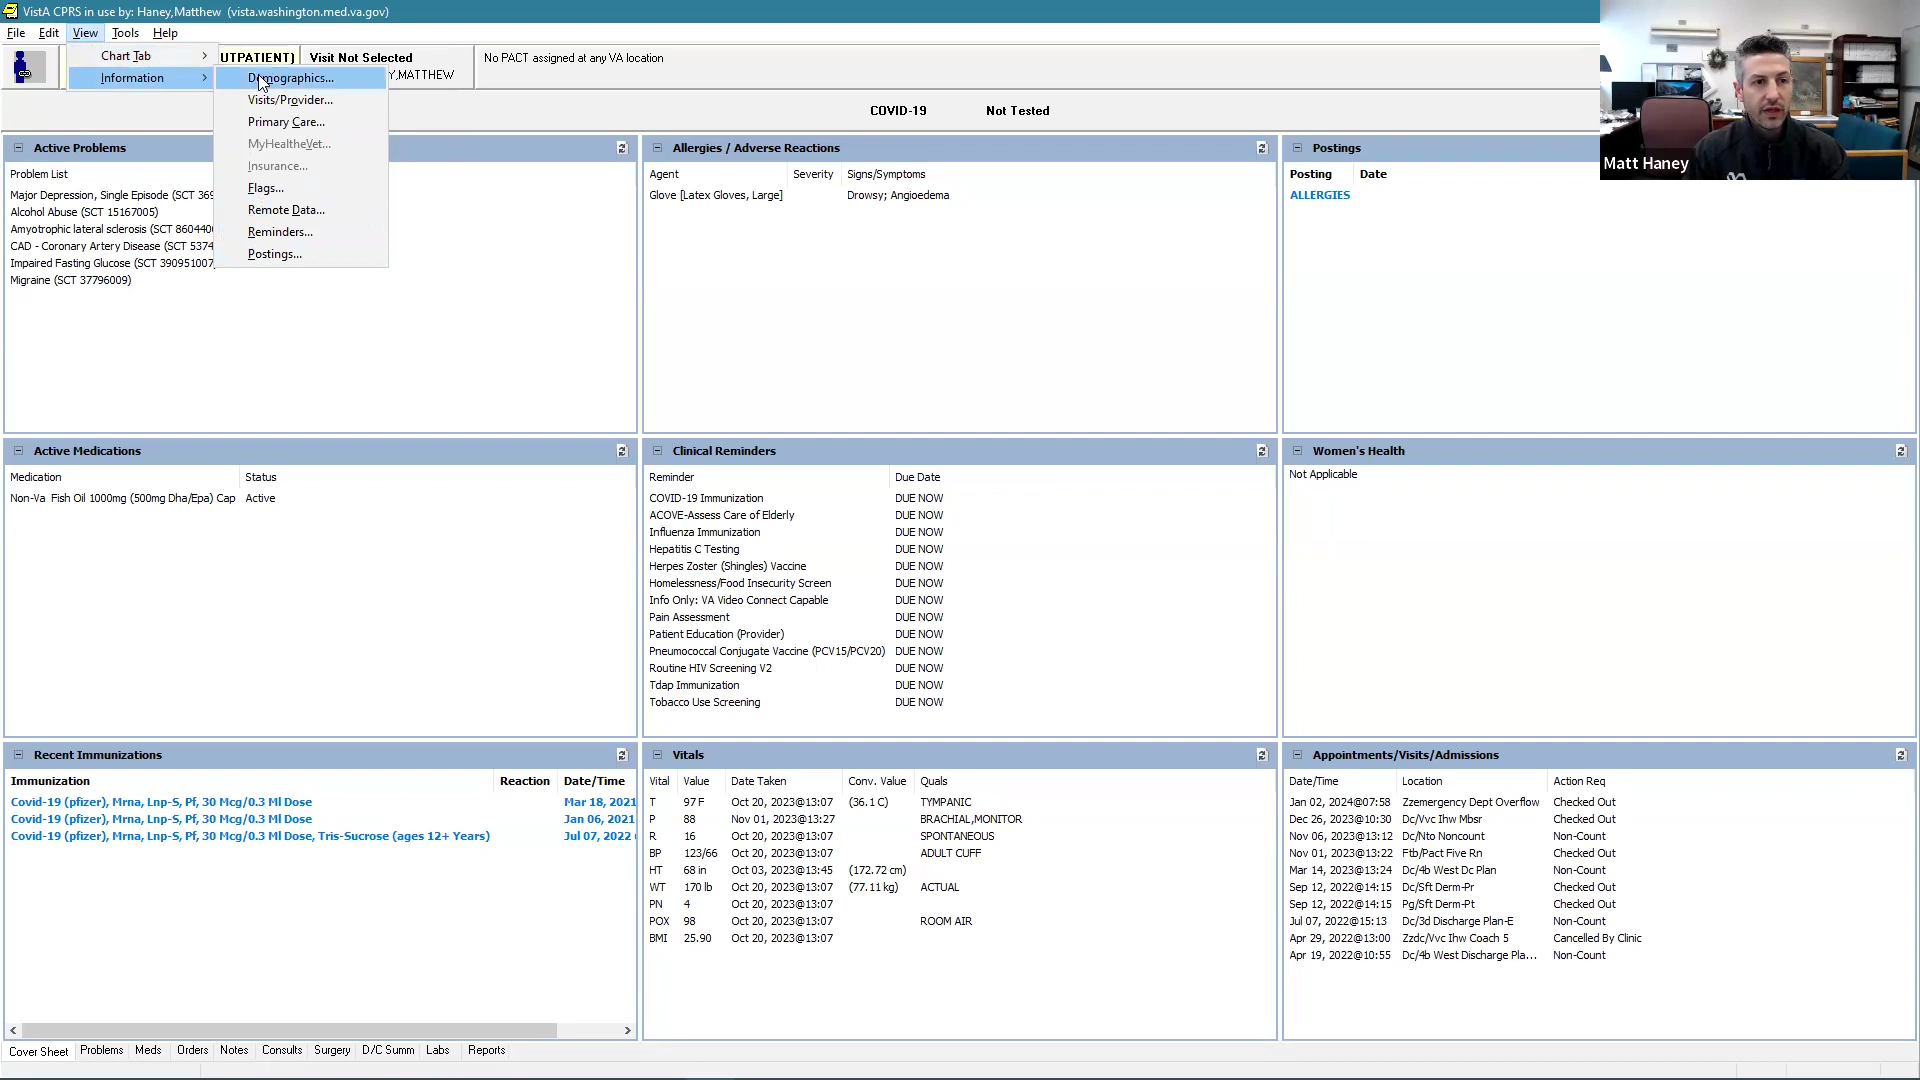 VistA CPRS in use by: Haney,Matthew (vista.washington.med.va.gov)
File Edit View Tools Help
Chart Tab
Information
Demographics...
Visits/Provider...
Primary Care...
MyHealtheVet...
Insurance...
Flags...
Remote Data...
Reminders...
Postings...
UTPATIENT) Visit Not Selected
Y,MATTHEW
No PACT assigned at any VA location
COVID-19 Not Tested
Matt Haney
Active Problems
Problem List
Major Depression, Single Episode (SCT 369
Alcohol Abuse (SCT 15167005)
Amyotrophic lateral sclerosis (SCT 8604400
CAD - Coronary Artery Disease (SCT 5374
Impaired Fasting Glucose (SCT 390951007
Migraine (SCT 37796009)
Allergies / Adverse Reactions
Agent Severity Signs/Symptoms
Glove [Latex Gloves, Large] Drowsy; Angioedema
Postings
Posting Date
ALLERGIES
Active Medications
Medication Status
Non-Va Fish Oil 1000mg (500mg Dha/Epa) Cap Active
Clinical Reminders
Reminder Due Date
COVID-19 Immunization DUE NOW
ACOVE-Assess Care of Elderly DUE NOW
Influenza Immunization DUE NOW
Hepatitis C Testing DUE NOW
Herpes Zoster (Shingles) Vaccine DUE NOW
Homelessness/Food Insecurity Screen DUE NOW
Info Only: VA Video Connect Capable DUE NOW
Pain Assessment DUE NOW
Patient Education (Provider) DUE NOW
Pneumococcal Conjugate Vaccine (PCV15/PCV20) DUE NOW
Routine HIV Screening V2 DUE NOW
Tdap Immunization DUE NOW
Tobacco Use Screening DUE NOW
Women's Health
Not Applicable
Recent Immunizations
Immunization Reaction Date/Time
Covid-19 (pfizer), Mrna, Lnp-S, Pf, 30 Mcg/0.3 Ml Dose Mar 18, 2021
Covid-19 (pfizer), Mrna, Lnp-S, Pf, 30 Mcg/0.3 Ml Dose Jan 06, 2021
Covid-19 (pfizer), Mrna, Lnp-S, Pf, 30 Mcg/0.3 Ml Dose, Tris-Sucrose (ages 12+ Years) Jul 07, 2022
Vitals
Vital Value Date Taken Conv. Value Quals
T 97 F Oct 20, 2023@13:07 (36.1 C) TYMPANIC
P 88 Nov 01, 2023@13:27 BRACHIAL,MONITOR
R 16 Oct 20, 2023@13:07 SPONTANEOUS
BP 123/66 Oct 20, 2023@13:07 ADULT CUFF
HT 68 in Oct 03, 2023@13:45 (172.72 cm)
WT 170 lb Oct 20, 2023@13:07 (77.11 kg) ACTUAL
PN 4 Oct 20, 2023@13:07
POX 98 Oct 20, 2023@13:07 ROOM AIR
BMI 25.90 Oct 20, 2023@13:07
Appointments/Visits/Admissions
Date/Time Location Action Req
Jan 02, 2024@07:58 Zzemergency Dept Overflow Checked Out
Dec 26, 2023@10:30 Dc/Vvc Ihw Mbsr Checked Out
Nov 06, 2023@13:12 Dc/Nto Noncount Non-Count
Nov 01, 2023@13:22 Ftb/Pact Five Rn Checked Out
Mar 14, 2023@13:24 Dc/4b West Dc Plan Non-Count
Sep 12, 2022@14:15 Dc/Sft Derm-Pr Checked Out
Sep 12, 2022@14:15 Pg/Sft Derm-Pt Checked Out
Jul 07, 2022@15:13 Dc/3d Discharge Plan-E Non-Count
Apr 29, 2022@13:00 Zzdc/Vvc Ihw Coach 5 Cancelled By Clinic
Apr 19, 2022@10:55 Dc/4b West Discharge Pla... Non-Count
Cover Sheet Problems Meds Orders Notes Consults Surgery D/C Summ Labs Reports